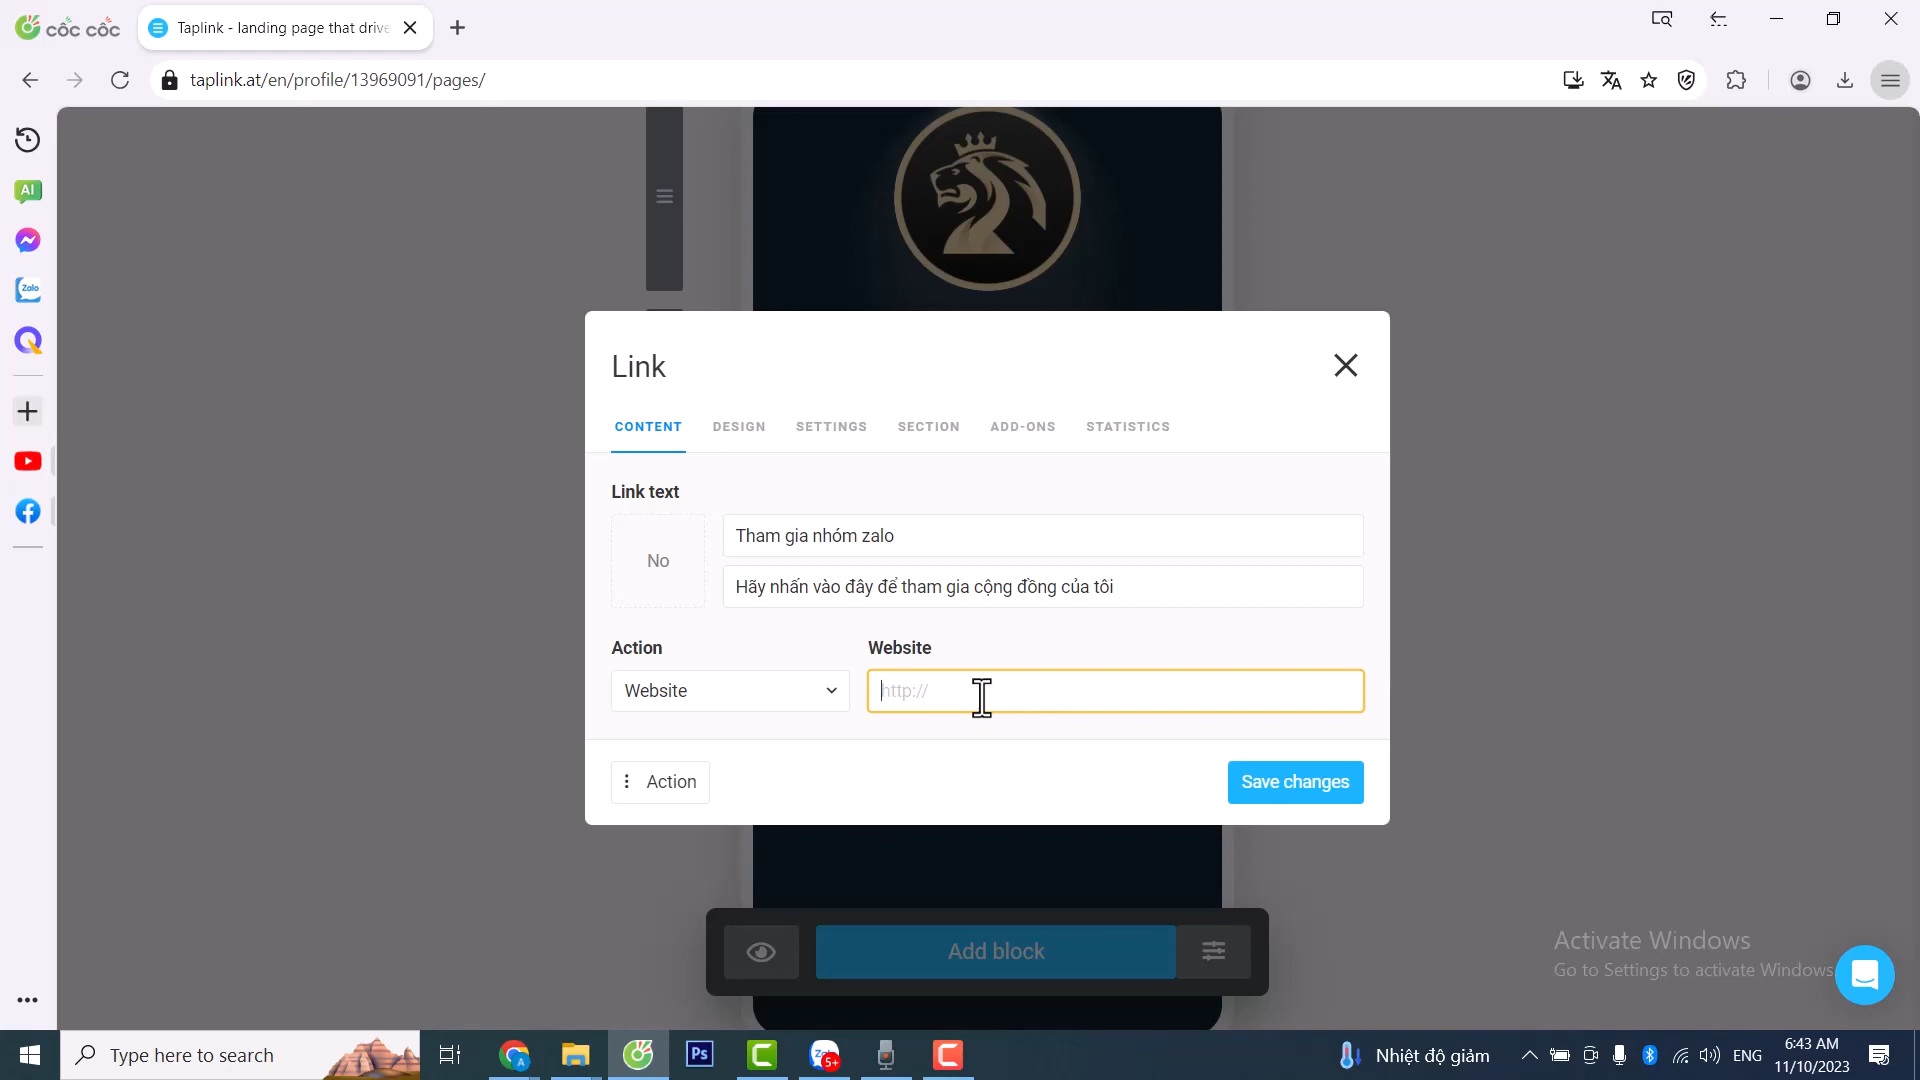 cốc cốc
Taplink - landing page that drive
taplink.at/en/profile/13969091/pages/
AI
Zalo
Link
CONTENT
DESIGN
SETTINGS
SECTION
ADD-ONS
STATISTICS
Link text
No
Tham gia nhóm zalo
Hãy nhấn vào đây để tham gia cộng đồng của tôi
Action
Website
Website
http://
Action
Save changes
Add block
Activate Windows
Go to Settings to activate Windows
Type here to search
Ps
5+
Nhiệt độ giảm
ENG
6:43 AM
11/10/2023